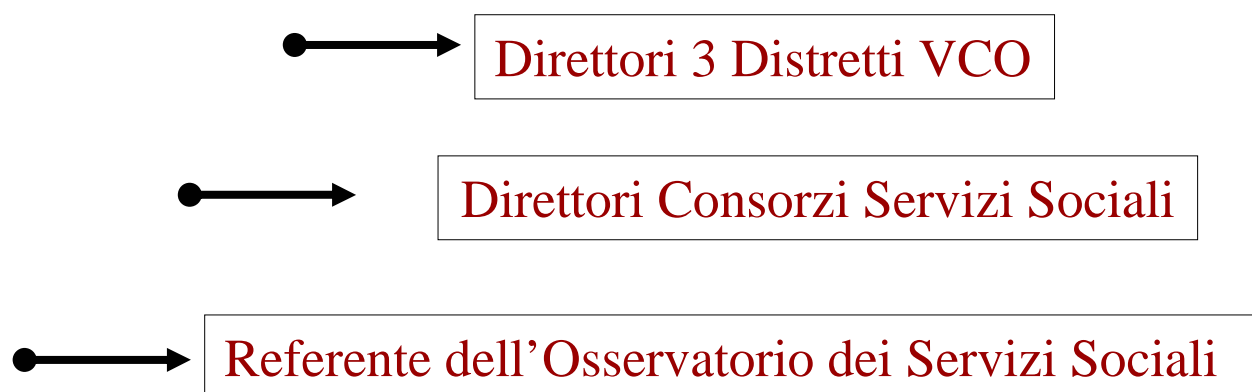 Direttori 3 Distretti VCO
Direttori Consorzi Servizi Sociali
Referente dell’Osservatorio dei Servizi Sociali